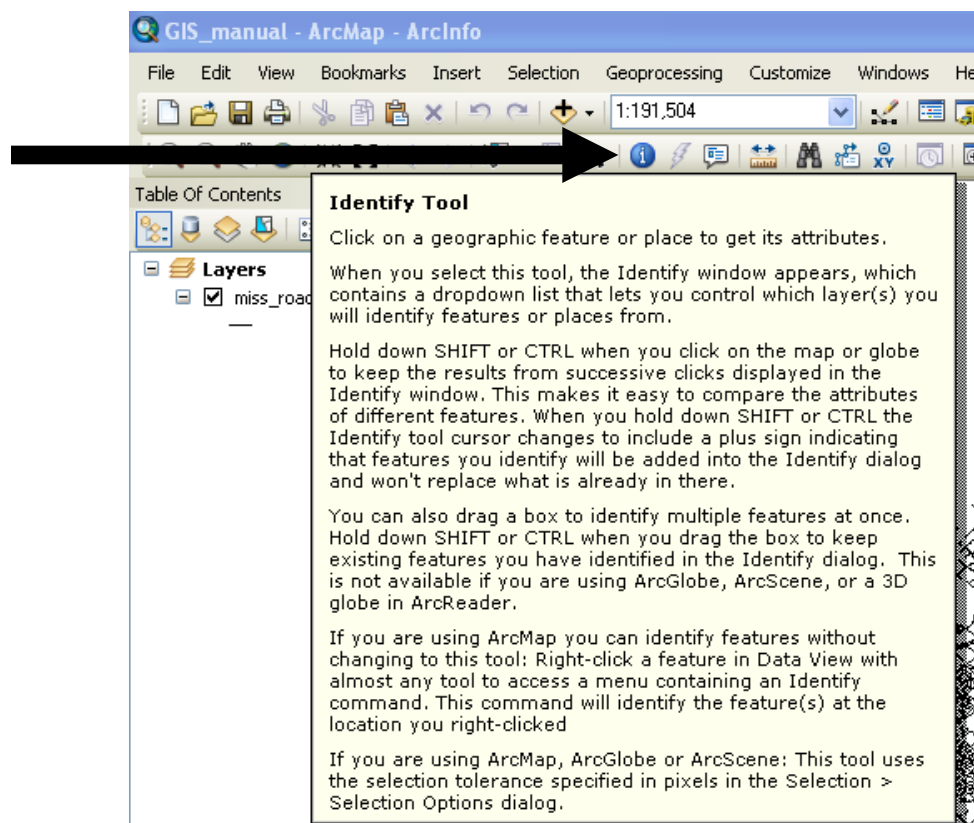 GIS_manual - ArcMap - ArcInfo
File Edit View Bookmarks Insert Selection Geoprocessing Customize Windows He
1:191,504
XY
Table Of Contents
Layers
miss_road
Identify Tool
Click on a geographic feature or place to get its attributes.
When you select this tool, the Identify window appears, which
contains a dropdown list that lets you control which layer(s) you
will identify features or places from.
Hold down SHIFT or CTRL when you click on the map or globe
to keep the results from successive clicks displayed in the
Identify window. This makes it easy to compare the attributes
of different features. When you hold down SHIFT or CTRL the
Identify tool cursor changes to include a plus sign indicating
that features you identify will be added into the Identify dialog
and won't replace what is already in there.
You can also drag a box to identify multiple features at once.
Hold down SHIFT or CTRL when you drag the box to keep
existing features you have identified in the Identify dialog.  This
is not available if you are using ArcGlobe, ArcScene, or a 3D
globe in ArcReader.
If you are using ArcMap you can identify features without
changing to this tool: Right-click a feature in Data View with
almost any tool to access a menu containing an Identify
command. This command will identify the feature(s) at the
location you right-clicked
If you are using ArcMap, ArcGlobe or ArcScene: This tool uses
the selection tolerance specified in pixels in the Selection >
Selection Options dialog.